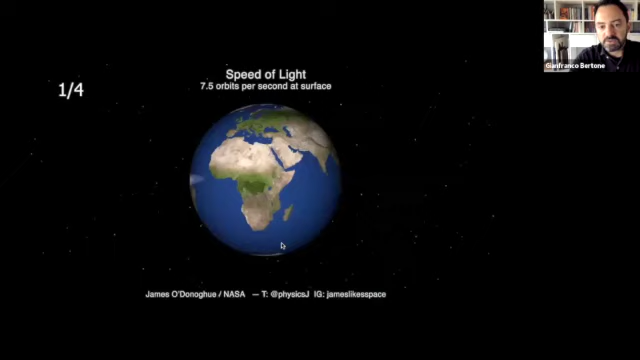 Gianfranco Bertone
Speed of Light
7.5 orbits per second at surface
1/4
James O'Donoghue / NASA — T: @physicsJ IG: jameslikesspace